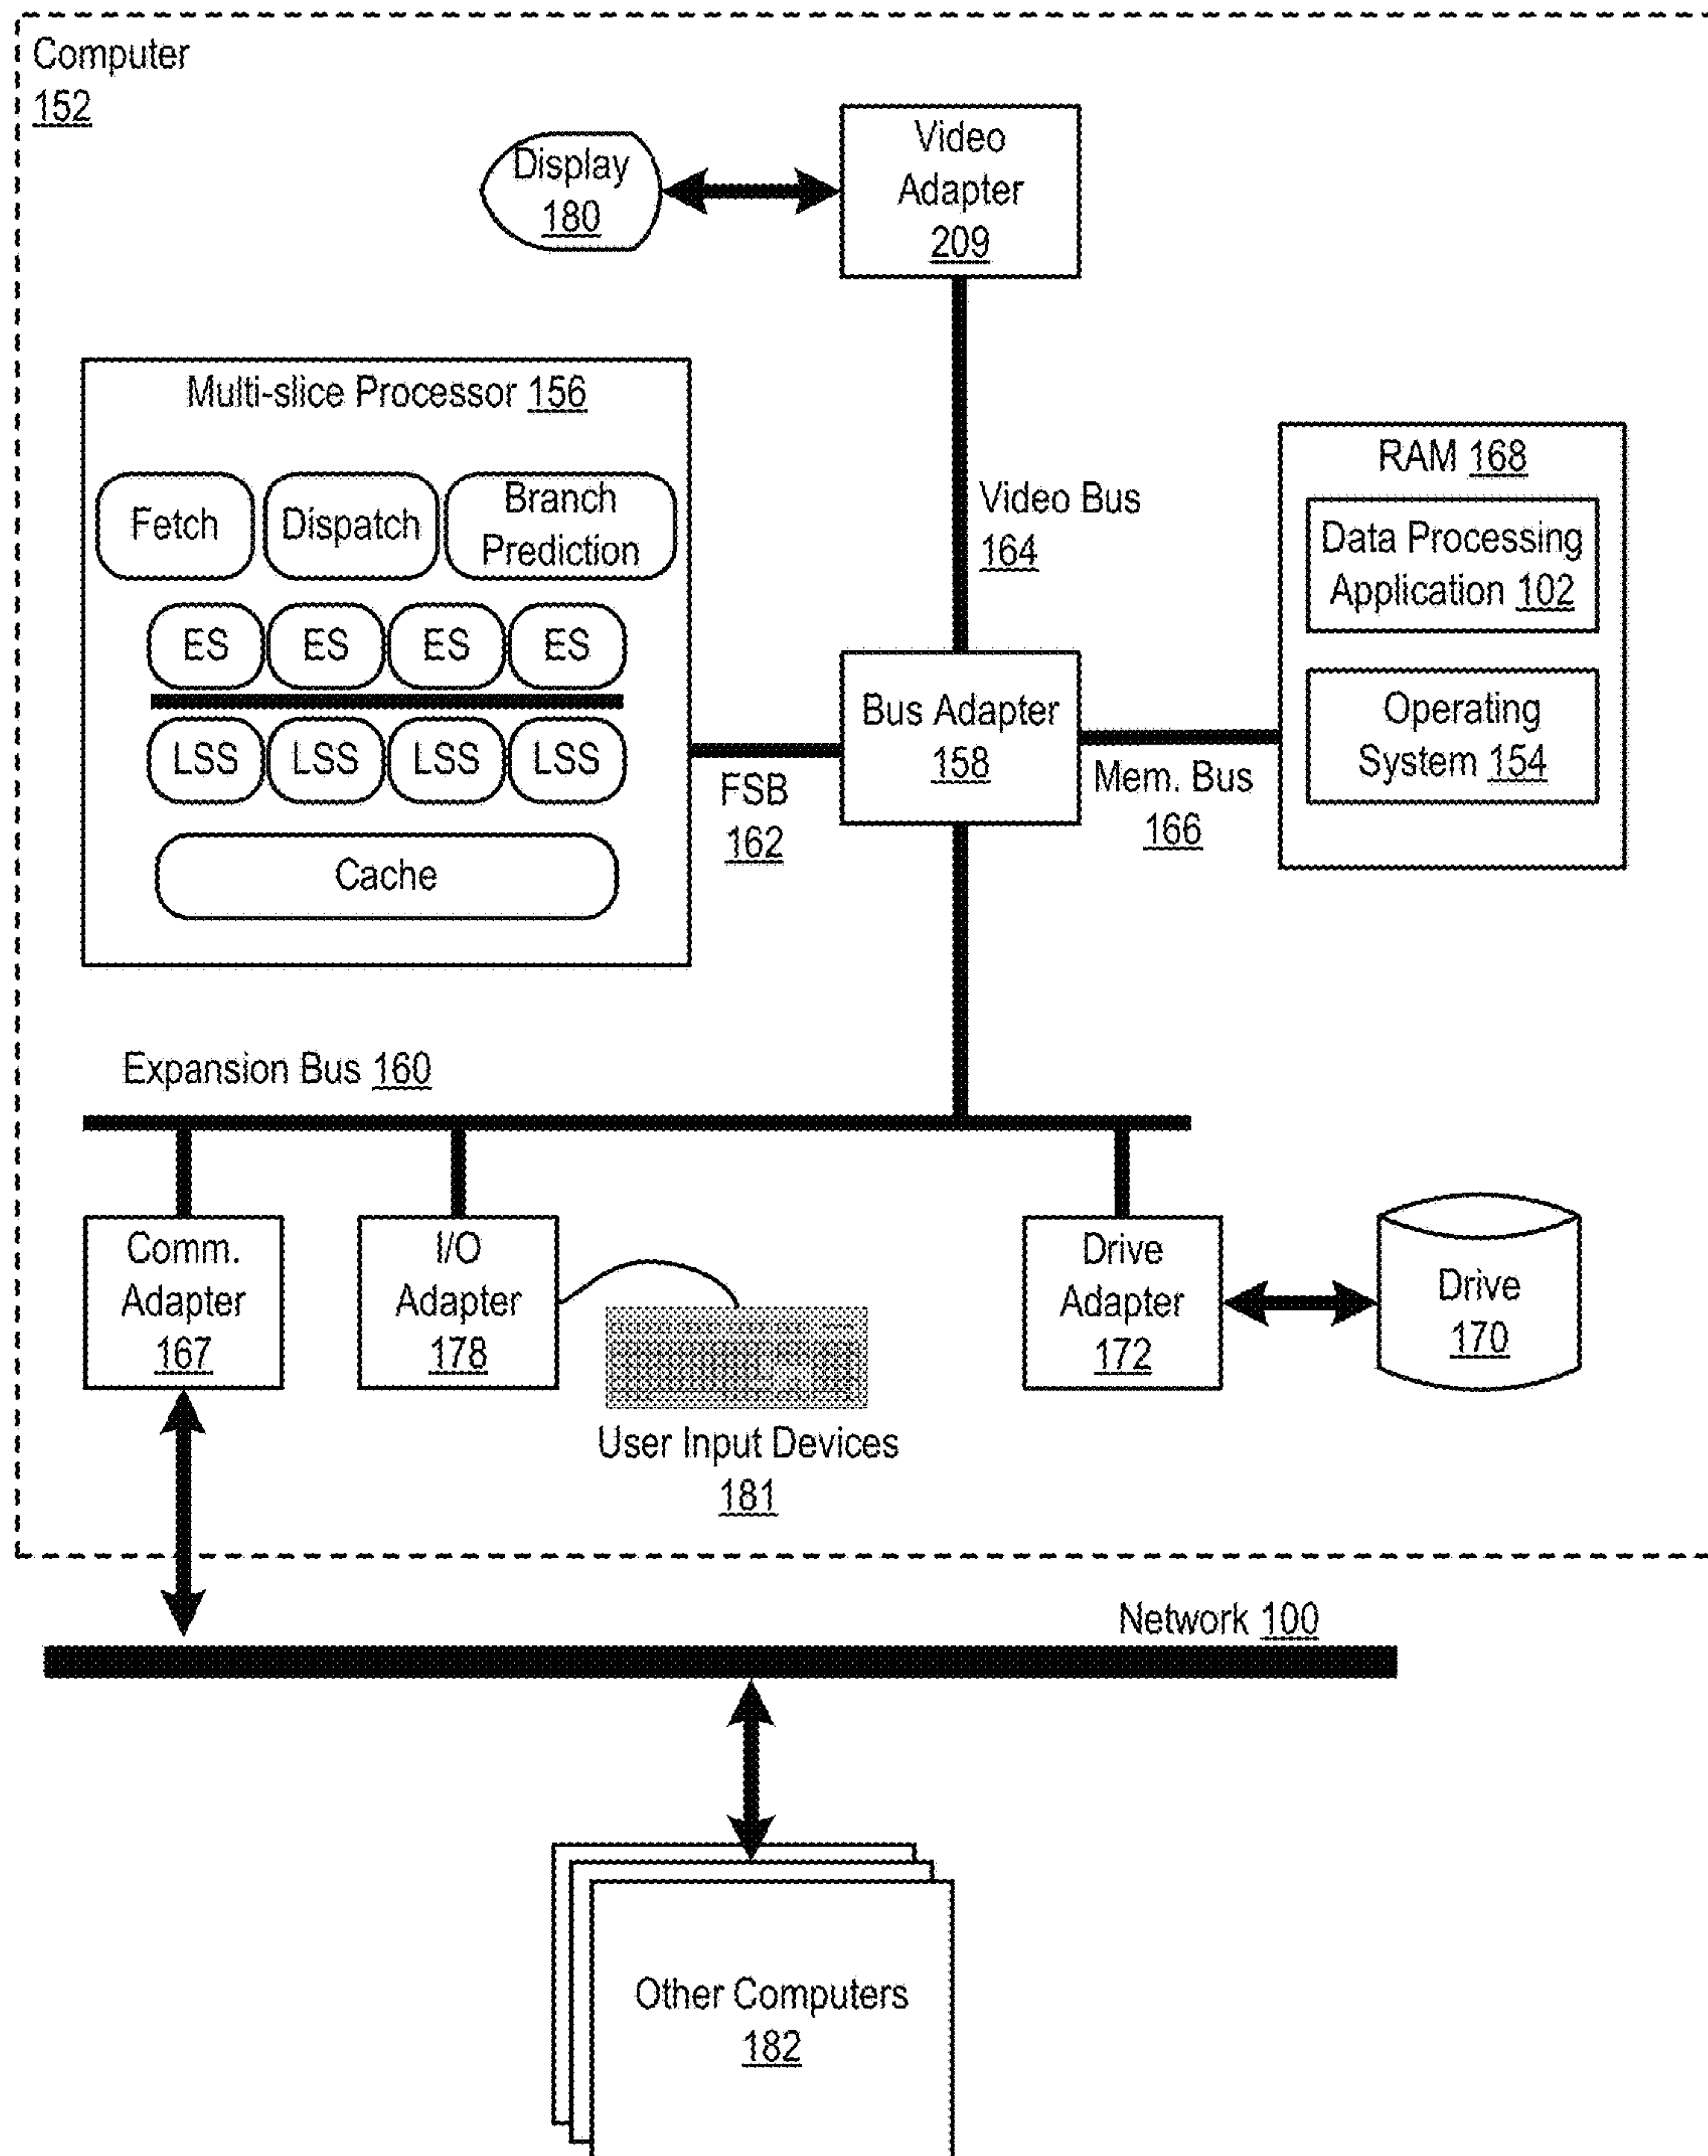 Computer
152
Display
180
Video
Adapter
209
Multi-slice Processor 156
Fetch
Dispatch
Branch
Prediction
ES
ES
ES
ES
LSS
LSS
LSS
LSS
Cache
Video Bus
164
RAM 168
Data Processing
Application 102
Operating
System 154
Bus Adapter
158
FSB
162
Mem. Bus
166
Expansion Bus 160
Comm.
Adapter
167
I/O
Adapter
178
User Input Devices
181
Drive
Adapter
172
Drive
170
Network 100
Other Computers
182